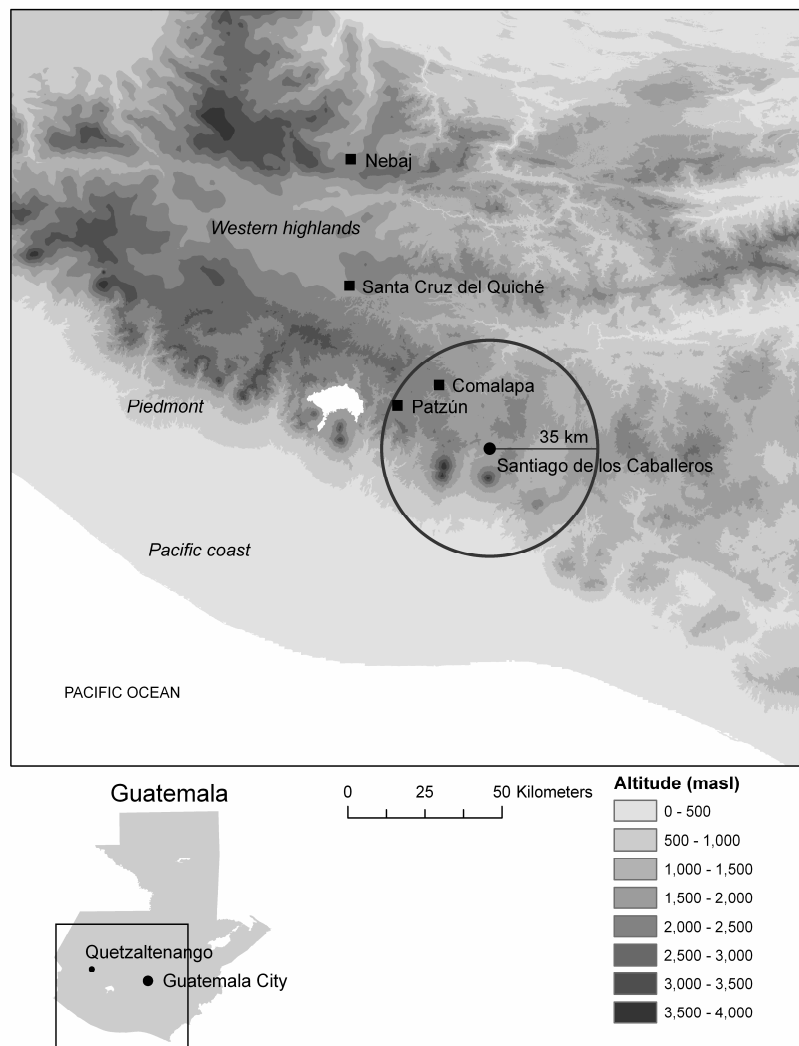 Nebaj
Western highlands
Santa Cruz del Quiché
Comalapa
Piedmont
Patzún
35 km
Santiago de los Caballeros
Pacific coast
PACIFIC OCEAN
Guatemala
0 25 50 Kilometers
Altitude (masl)
0 - 500
500 - 1,000
1,000 - 1,500
1,500 - 2,000
2,000 - 2,500
2,500 - 3,000
3,000 - 3,500
3,500 - 4,000
Quetzaltenango
Guatemala City